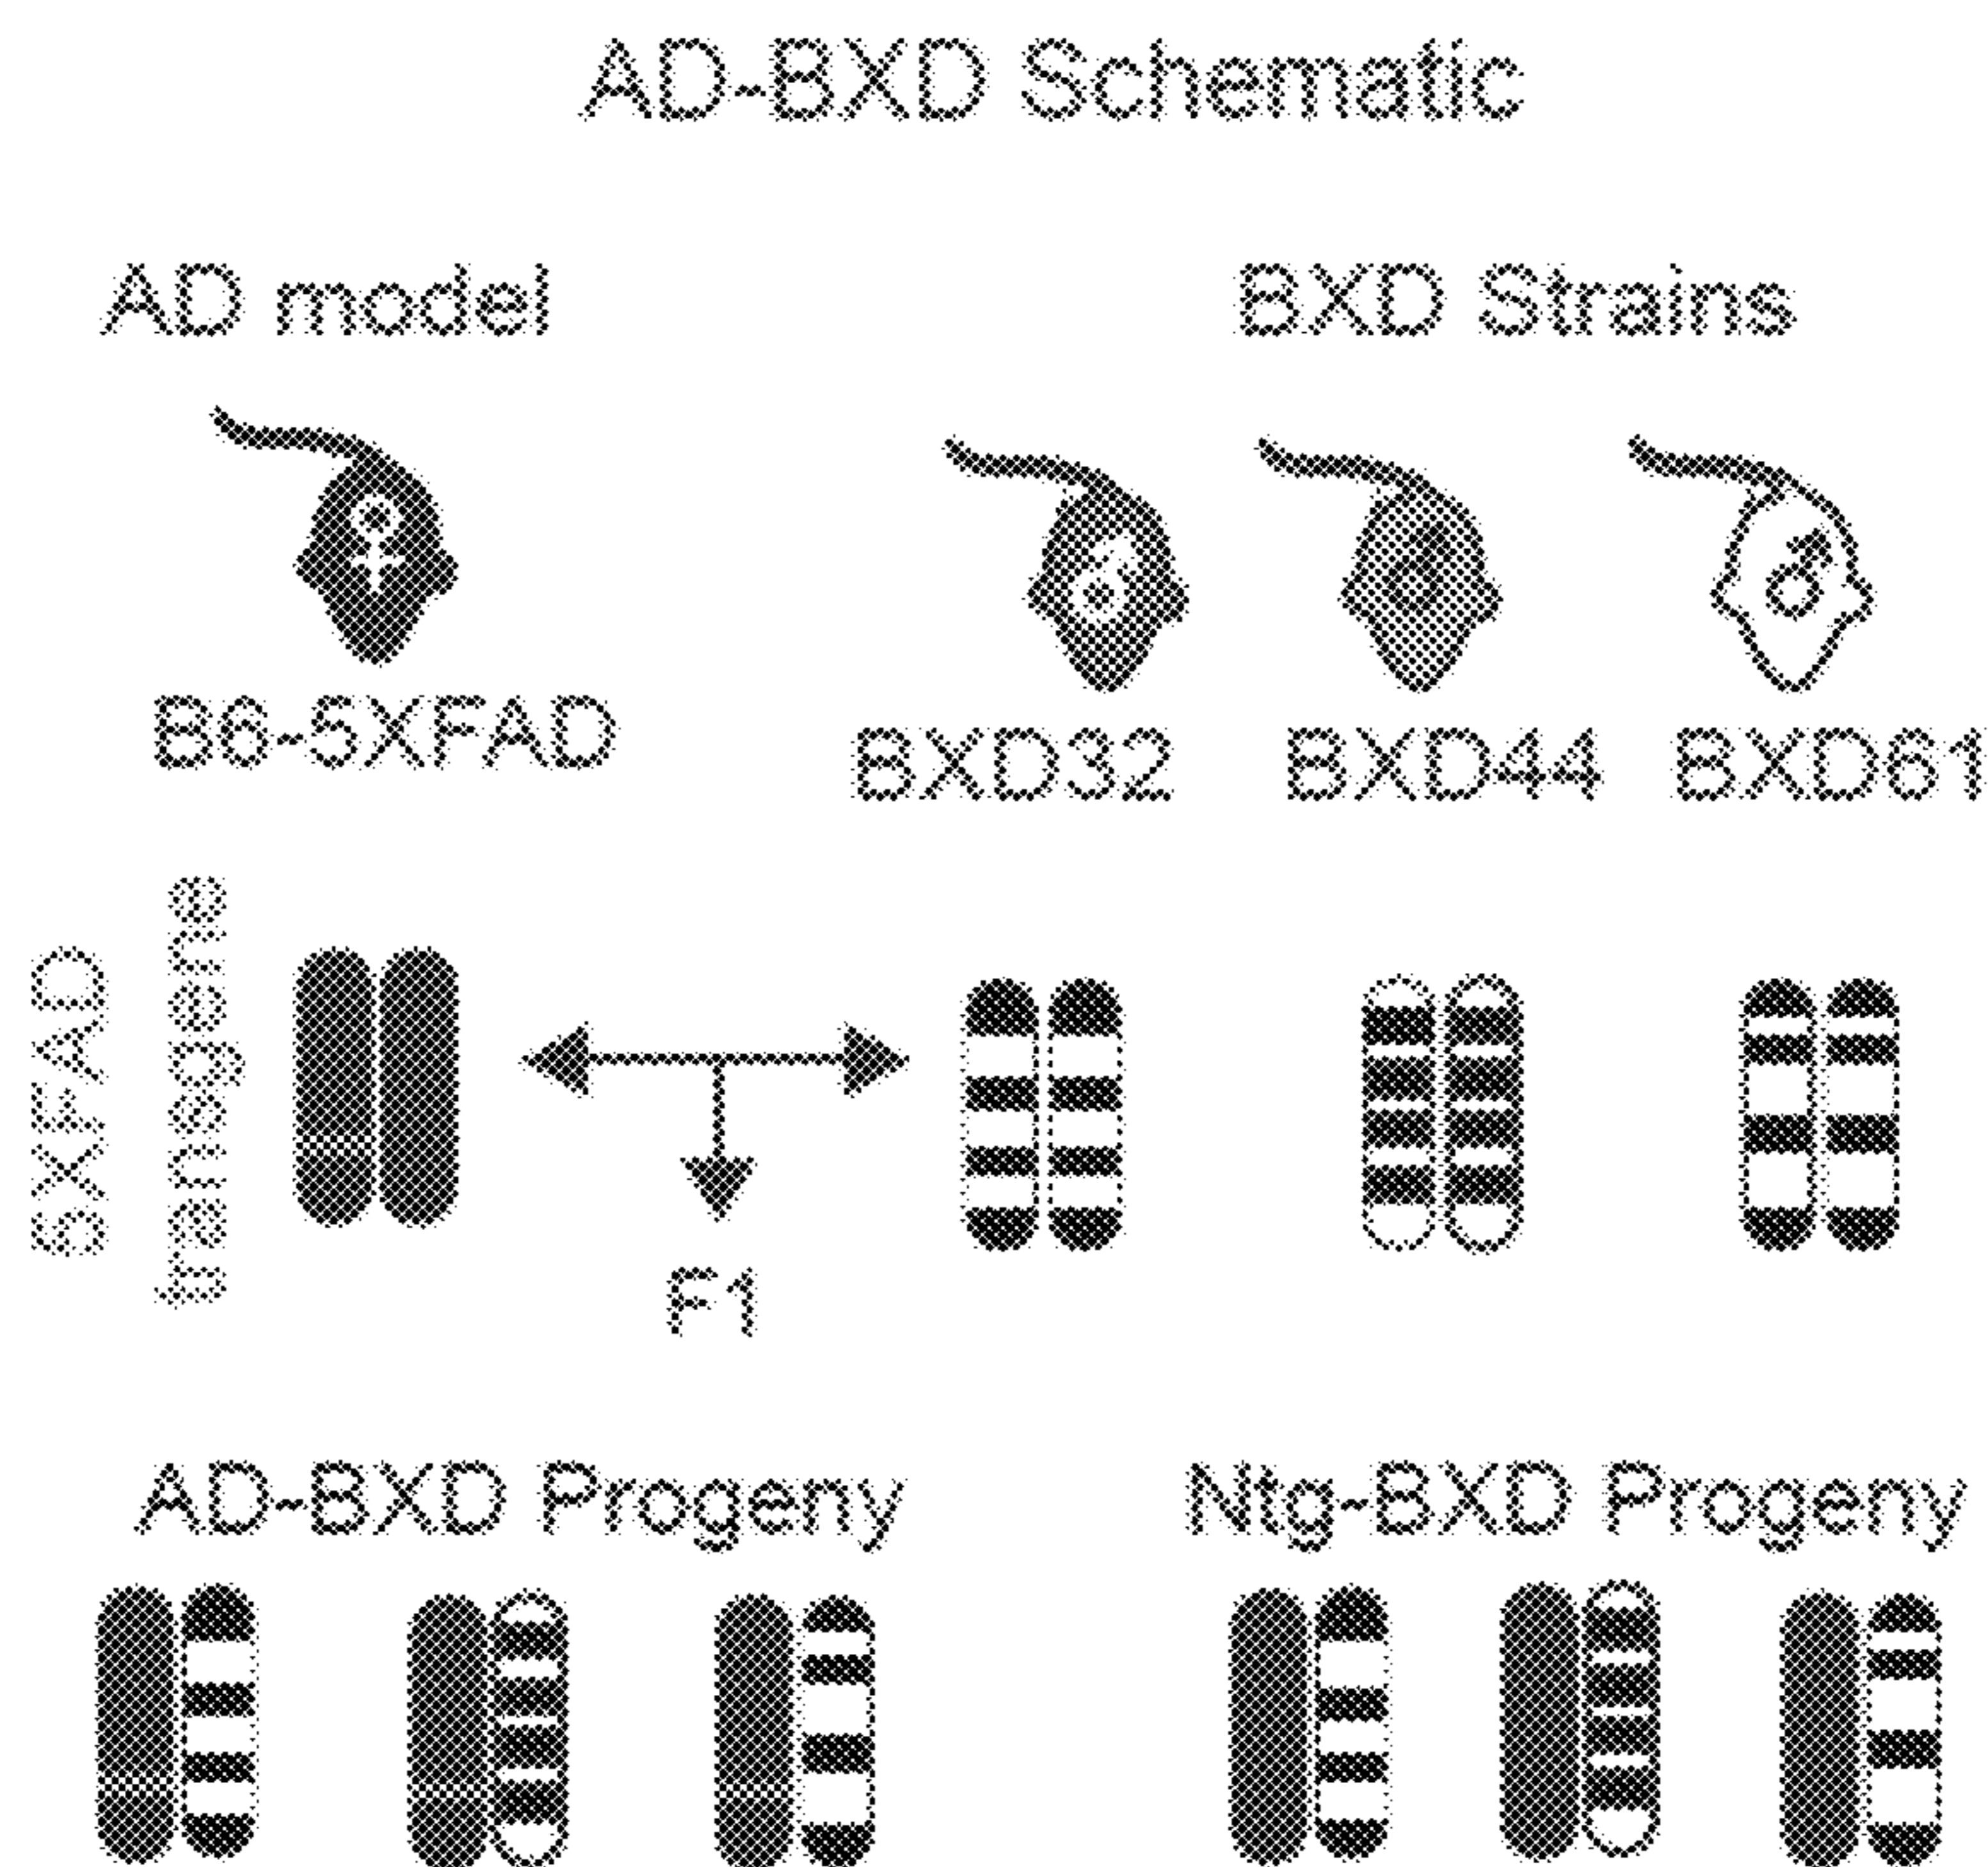 AD-BXD Schematic
AD model
BXD Strains
B6-5XFAD
BXD32
BXD44
BXD61
5XFAD
transgene
F1
AD-BXD Progeny
Ntg-BXD Progeny